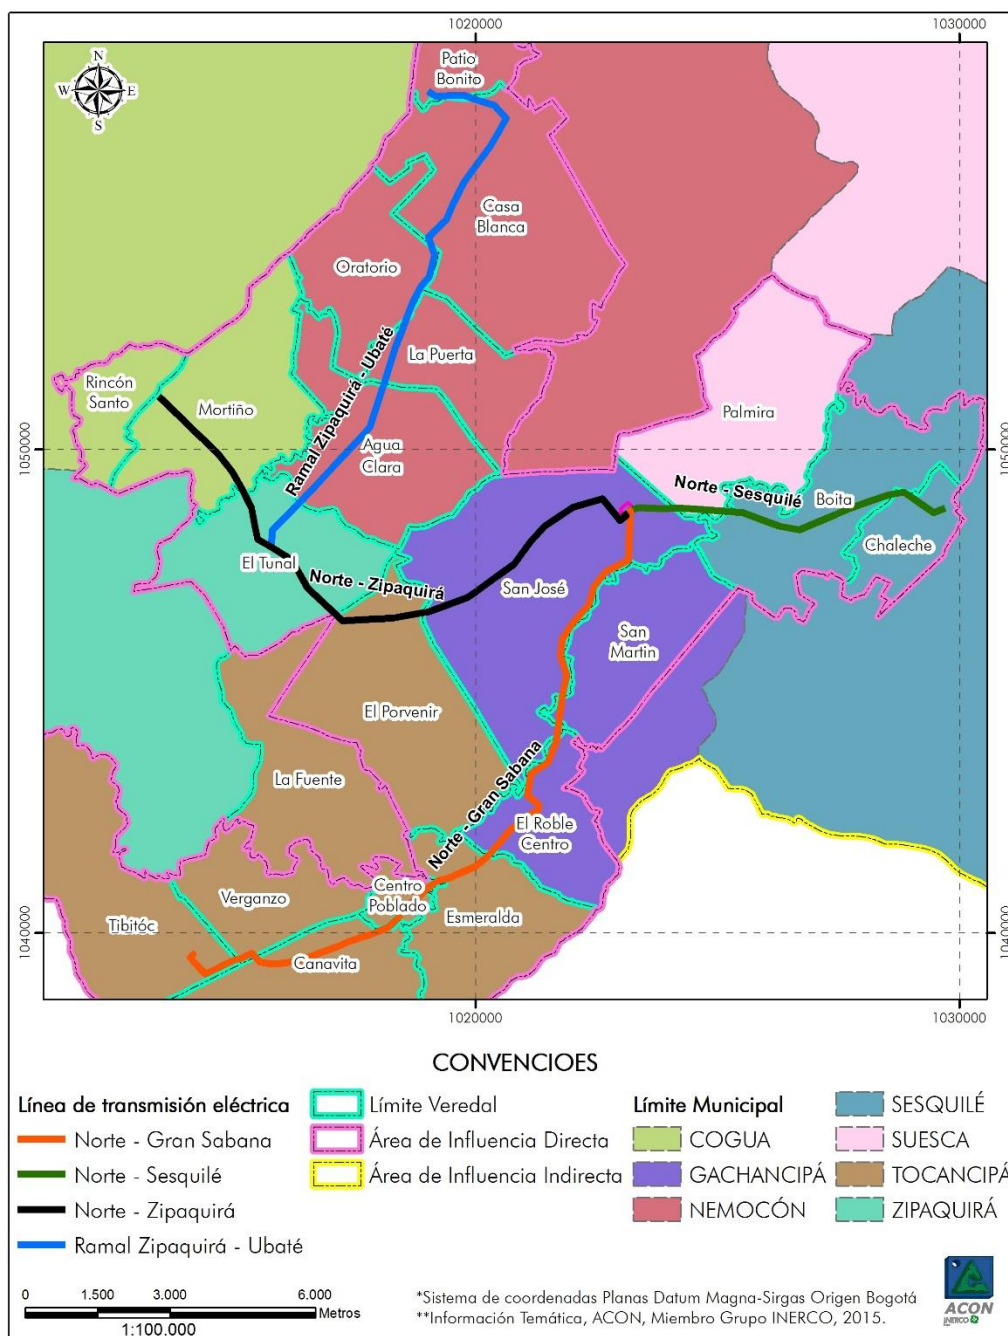 1020000
1030000
N
W
E
S
Patio
Bonito
Casa
Blanca
Oratorio
La Puerta
Ramal Zipaquirá - Ubaté
Rincón
Santo
Mortiño
Palmira
Agua
Clara
1050000
1050000
Norte - Sesquilé
Boita
Chaleche
El Tunal
Norte - Zipaquirá
San José
San
Martin
El Porvenir
La Fuente
Norte - Gran Sabana
El Roble
Centro
Centro
Poblado
Verganzo
Esmeralda
Tibitóc
Canavita
1040000
1040000
1020000
1030000
CONVENCIOES
Línea de transmisión eléctrica
Norte - Gran Sabana
Norte - Sesquilé
Norte - Zipaquirá
Ramal Zipaquirá - Ubaté
Límite Veredal
Área de Influencia Directa
Área de Influencia Indirecta
Límite Municipal
COGUA
GACHANCIPÁ
NEMOCÓN
SESQUILÉ
SUESCA
TOCANCIPÁ
ZIPAQUIRÁ
0 1.500 3.000 6.000
Metros
1:100.000
*Sistema de coordenadas Planas Datum Magna-Sirgas Origen Bogotá
**Información Temática, ACON, Miembro Grupo INERCO, 2015.
ACON
INERCO